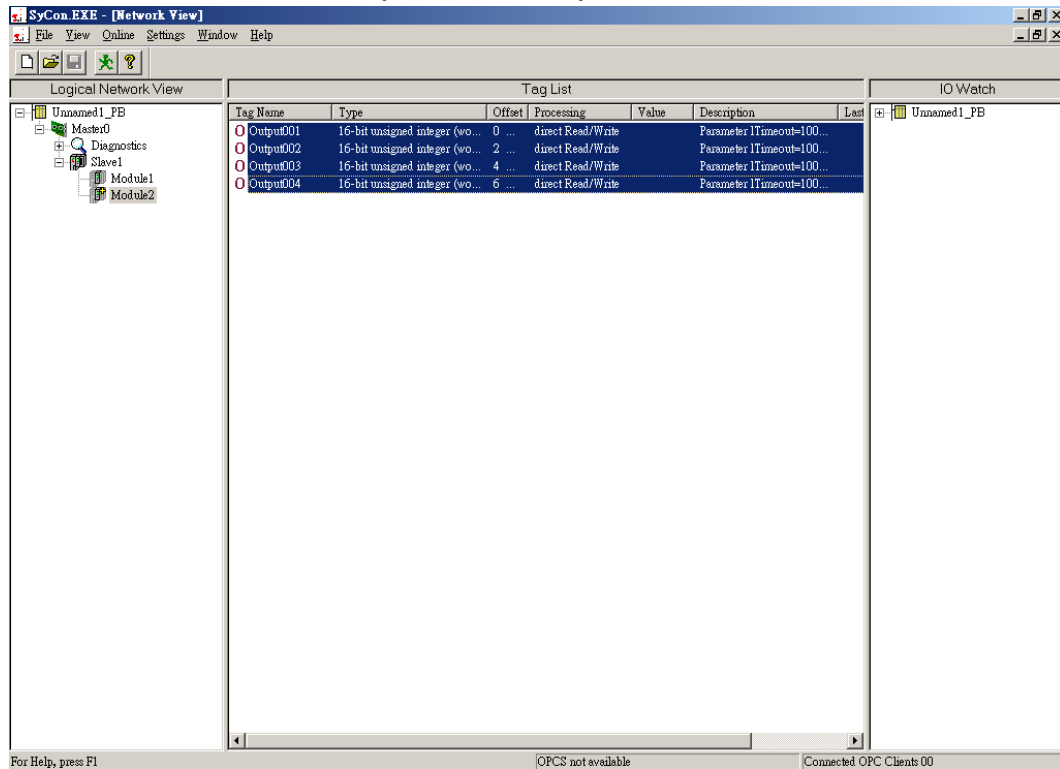 SyCon.EXE - [Network View]
File View Online Settings Window Help
Logical Network View
Tag List
IO Watch
Unnamed1_PB
Master0
Diagnostics
Slave1
Module1
Module2
Tag Name Type Offset Processing Value Description Last
Output001 16-bit unsigned integer (wo... 0 ... direct Read/Write Parameter lTimeout=100...
Output002 16-bit unsigned integer (wo... 2 ... direct Read/Write Parameter lTimeout=100...
Output003 16-bit unsigned integer (wo... 4 ... direct Read/Write Parameter lTimeout=100...
Output004 16-bit unsigned integer (wo... 6 ... direct Read/Write Parameter lTimeout=100...
Unnamed1_PB
For Help, press F1 OPCS not available Connected OPC Clients 00